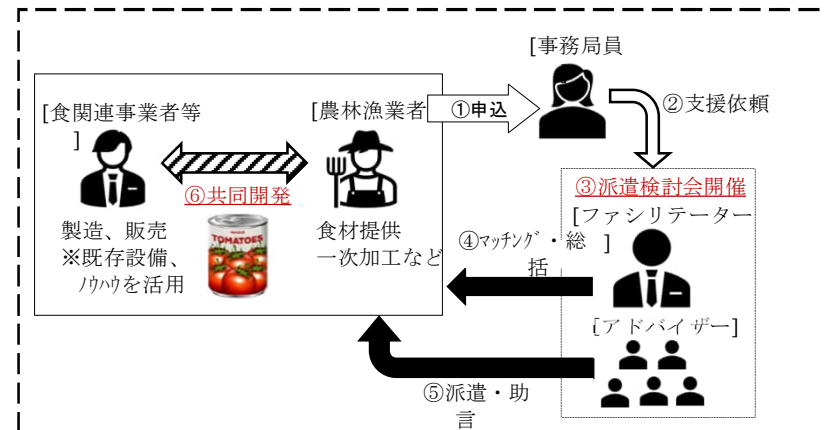 [事務局員]
[食関連事業者等
]
[農林漁業者
①申込
②支援依頼
⑥共同開発
TOMATOES
製造、販売
※既存設備、
ノウハウを活用
食材提供
一次加工など
③派遣検討会開催
[ファシリテーター
]
④マッチング・総
括
[アドバイザー]
⑤派遣・助
言